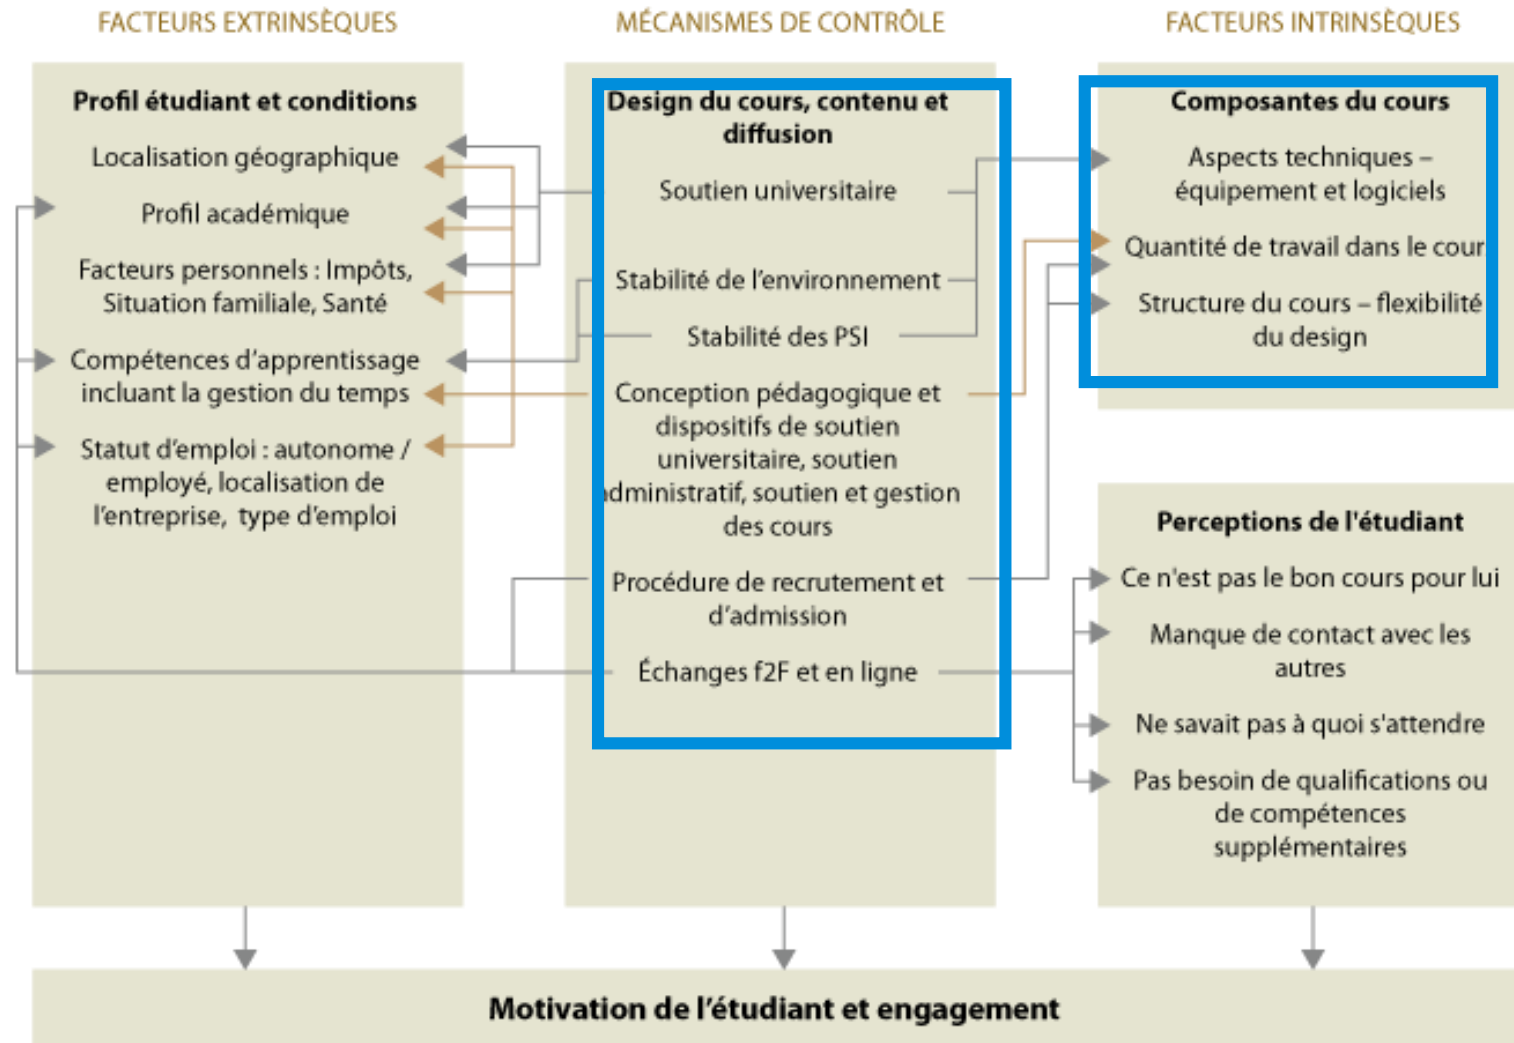 FACTEURS EXTRINSÈQUES
MÉCANISMES DE CONTRÔLE
FACTEURS INTRINSÈQUES
Profil étudiant et conditions
Localisation géographique
Profil académique
Facteurs personnels : Impôts,
Situation familiale, Santé
Compétences d'apprentissage
incluant la gestion du temps
Statut d'emploi : autonome /
employé, localisation de
l'entreprise, type d'emploi
Design du cours, contenu et
diffusion
Soutien universitaire
Stabilité de l'environnement
Stabilité des PSI
Conception pédagogique et
dispositifs de soutien
universitaire, soutien
administratif, soutien et gestion
des cours
Procédure de recrutement et
d'admission
Échanges f2F et en ligne
Composantes du cours
Aspects techniques –
équipement et logiciels
Quantité de travail dans le cour
Structure du cours – flexibilité
du design
Perceptions de l'étudiant
Ce n'est pas le bon cours pour lui
Manque de contact avec les
autres
Ne savait pas à quoi s'attendre
Pas besoin de qualifications ou
de compétences
supplémentaires
Motivation de l'étudiant et engagement